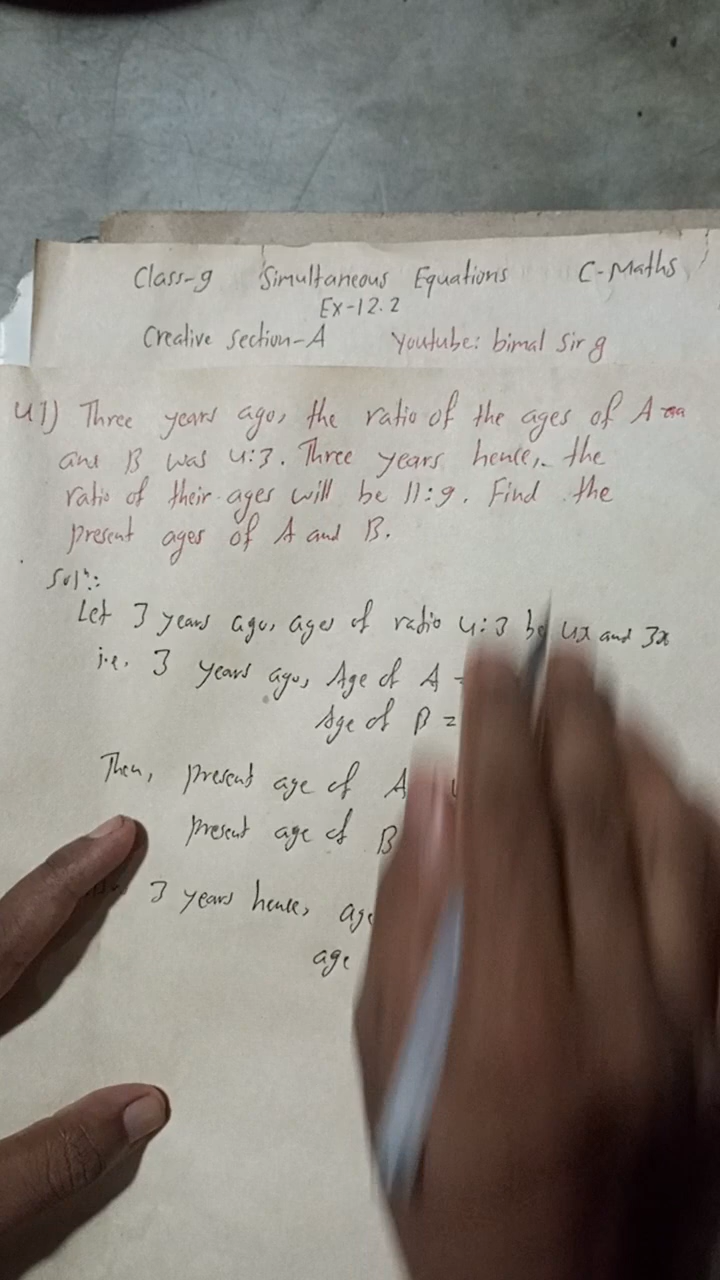 Class-9 Simultaneous Equations C-Maths
Ex-12.2
Creative section-A Youtube: bimal sir g
41) Three years ago, the ratio of the ages of A
and B was 4:3. Three years hence, the
ratio of their ages will be 11:9. Find the
present ages of A and B.
Solⁿ:
Let 3 years ago, ages of ratio 4:3 be 4x and 3x
i.e. 3 years ago, Age of A
Age of B =
Then, present age of A
present age of B
3 years hence, age
age